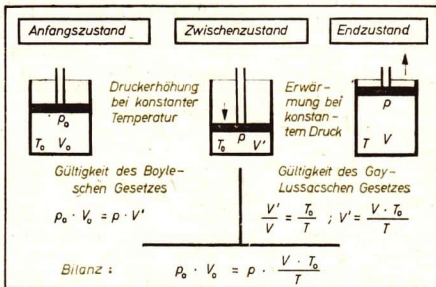 Anfangszustand Zwischenzustand Endzustand
Druckerhöhung
bei konstanter
Temperatur
Erwär-
mung bei
konstan-
tem Druck
p₀
T₀ V₀
p
T₀ V'
p
T V
Gültigkeit des Boyle-
schen Gesetzes
p₀ · V₀ = p · V'
Gültigkeit des Gay-
Lussacschen Gesetzes
V'/V = T₀/T ; V' = V · T₀/T
Bilanz : p₀ · V₀ = p · V · T₀/T